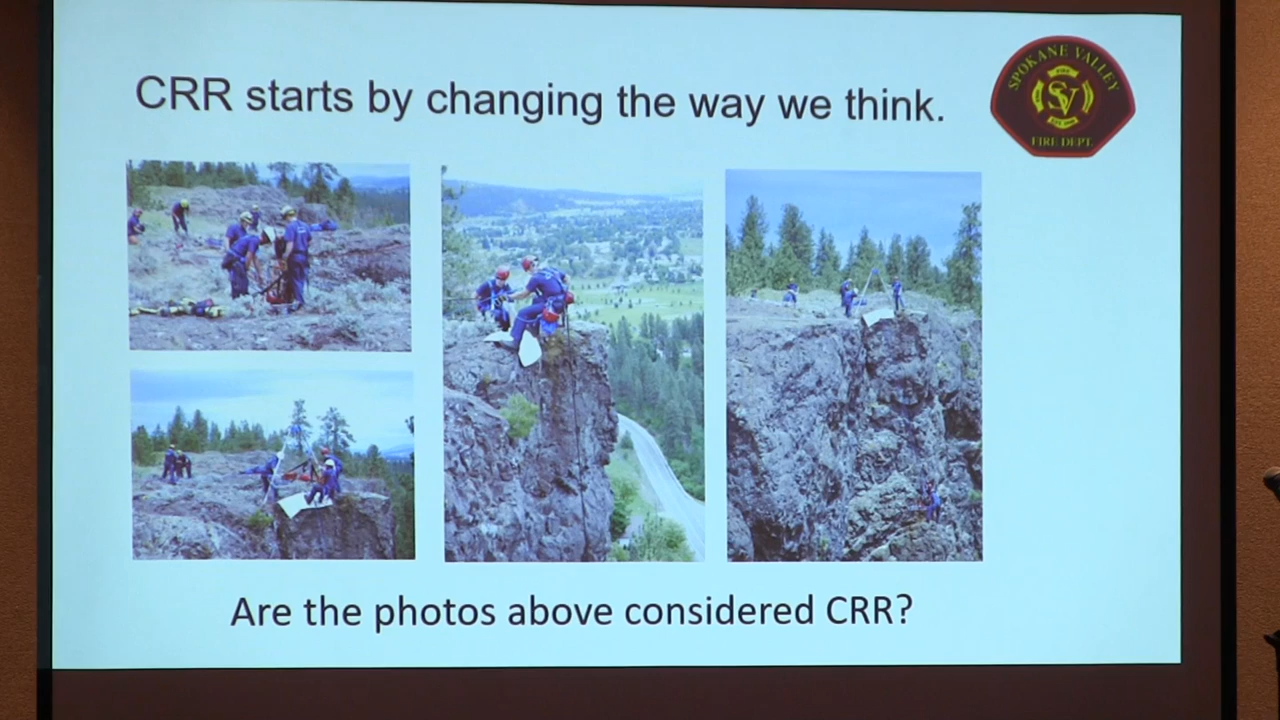 CRR starts by changing the way we think.
SPOKANE VALLEY
FIRE
SV
FIRE DEPT.
Are the photos above considered CRR?